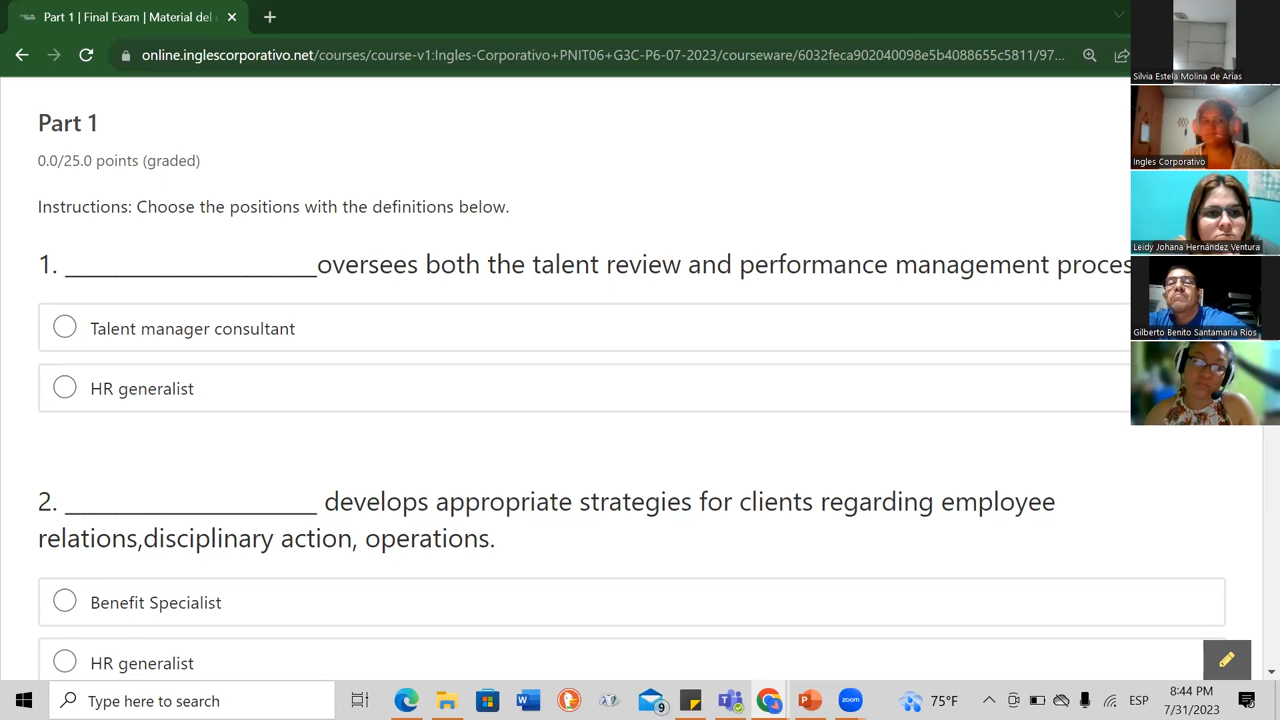 Part 1 | Final Exam | Material del c
online.inglescorporativo.net/courses/course-v1:Ingles-Corporativo+PNIT06+G3C-P6-07-2023/courseware/6032feca902040098e5b4088655c5811/97...
Silvia Estela Molina de Arias
Ingles Corporativo
Leidy Johana Hernández Ventura
Gilberto Benito Santamaria Rios
Part 1
0.0/25.0 points (graded)
Instructions: Choose the positions with the definitions below.
1. ____________________oversees both the talent review and performance management proces
Talent manager consultant
HR generalist
2. ____________________ develops appropriate strategies for clients regarding employee
relations,disciplinary action, operations.
Benefit Specialist
HR generalist
Type here to search
9
75°F
ESP
8:44 PM
7/31/2023